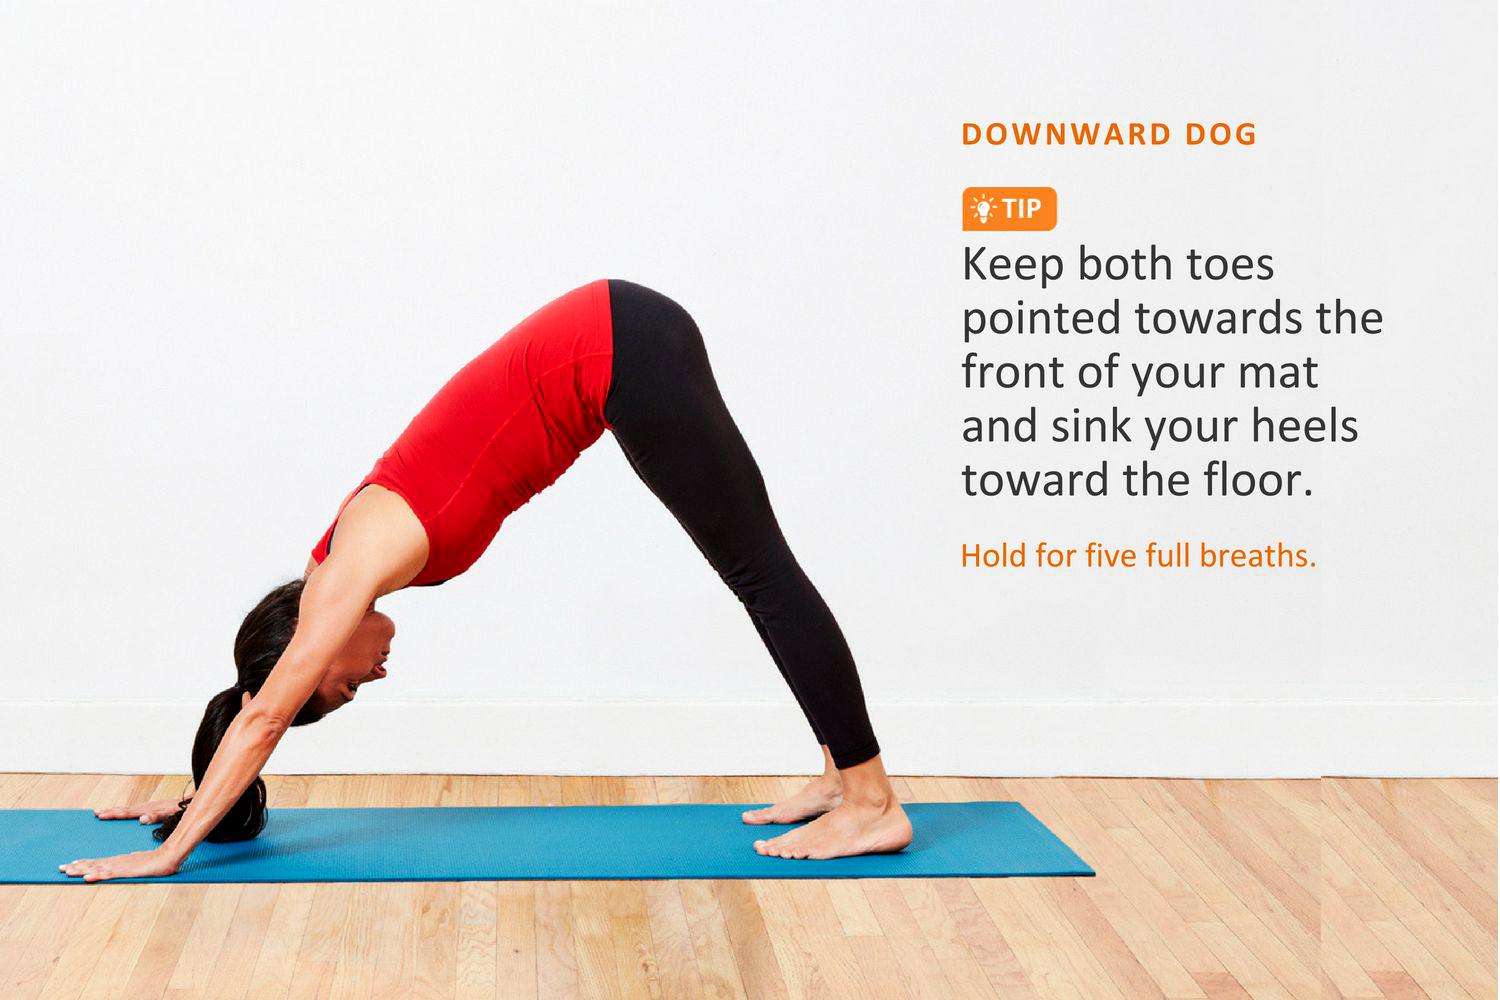 DOWNWARD DOG
TIP
Keep both toes
pointed towards the
front of your mat
and sink your heels
toward the floor.
Hold for five full breaths.